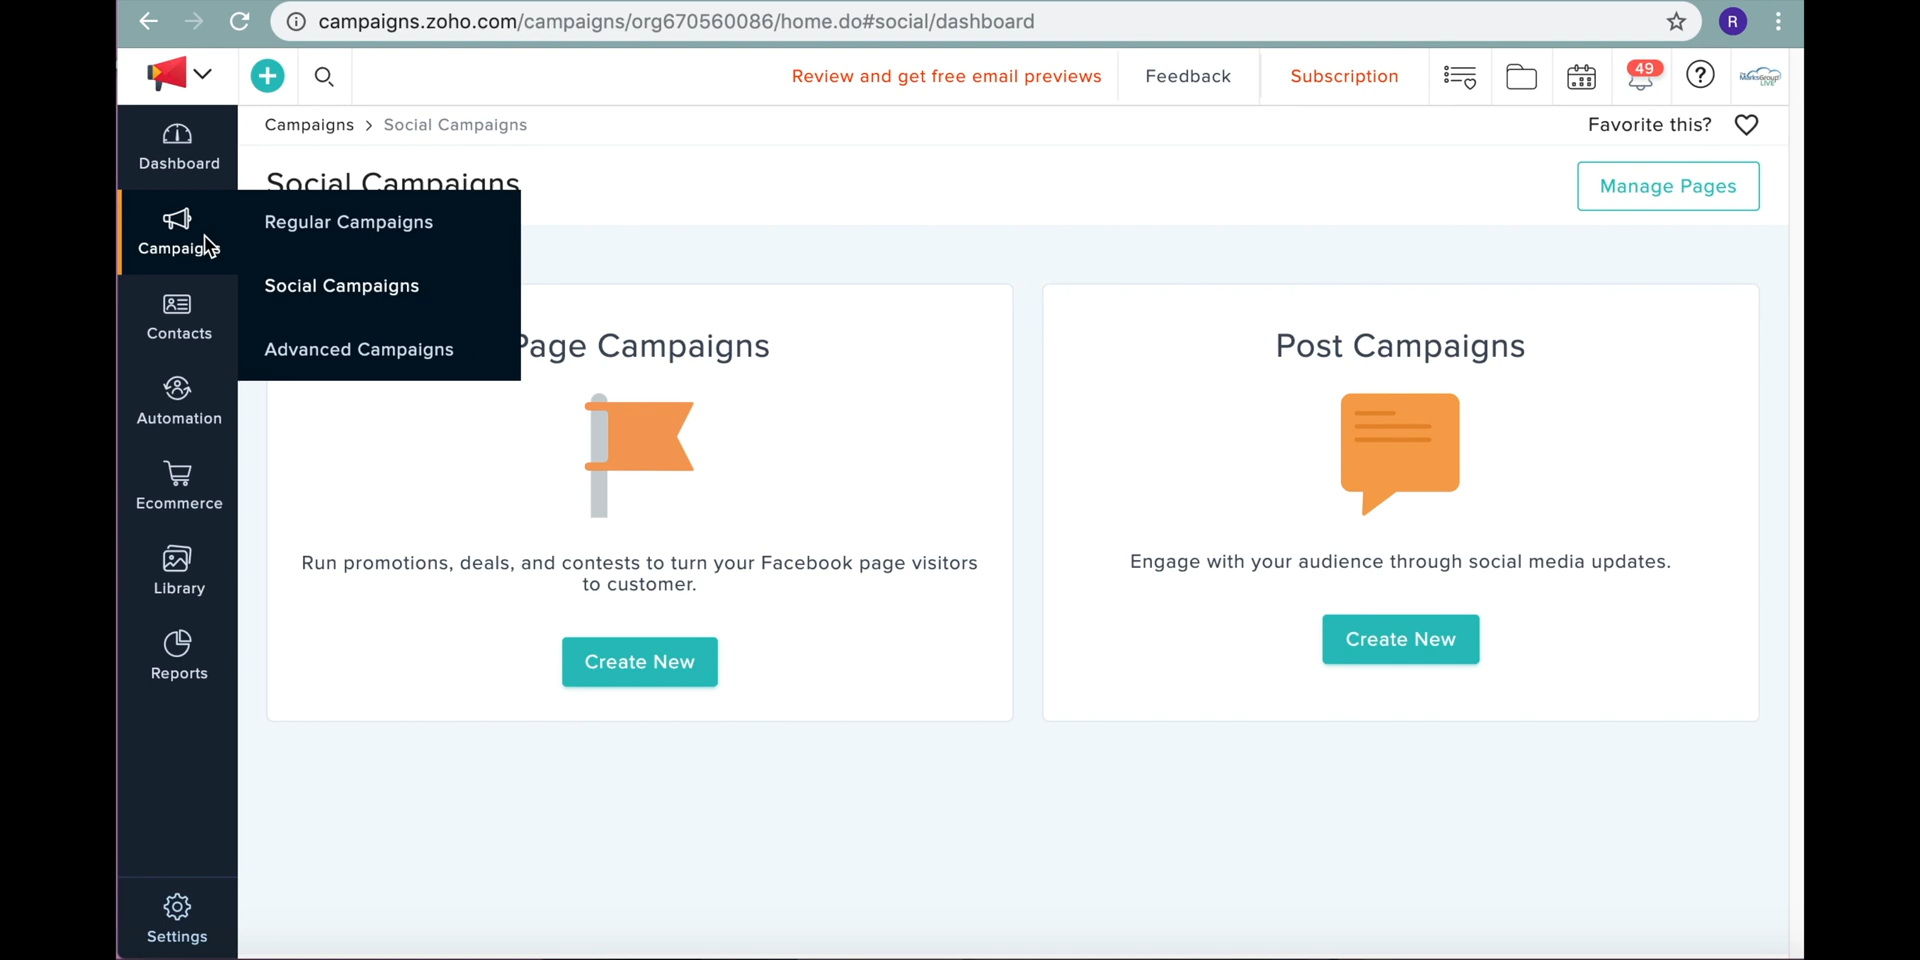 campaigns.zoho.com/campaigns/org670560086/home.do#social/dashboard
R
Review and get free email previews
Feedback
Subscription
49
MarksGroup
LIVE!
Dashboard
Campaigns
Contacts
Automation
Ecommerce
Library
Reports
Settings
Campaigns > Social Campaigns
Favorite this?
Social Campaigns
Manage Pages
Regular Campaigns
Social Campaigns
Advanced Campaigns
Page Campaigns
Run promotions, deals, and contests to turn your Facebook page visitors
to customer.
Create New
Post Campaigns
Engage with your audience through social media updates.
Create New